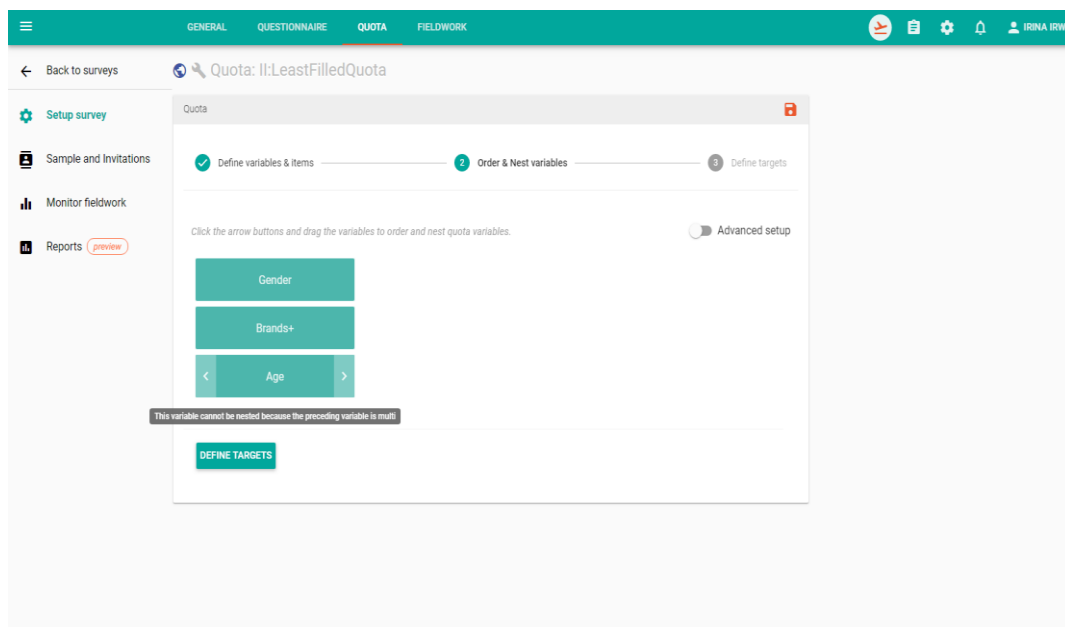 GENERAL QUESTIONNAIRE QUOTA FIELDWORK IRINA IRW
Back to surveys
Quota: II:LeastFilledQuota
Setup survey
Quota
Sample and Invitations
Define variables & items
2 Order & Nest variables
3 Define targets
Monitor fieldwork
Reports preview
Click the arrow buttons and drag the variables to order and nest quota variables.
Advanced setup
Gender
Brands+
Age
This variable cannot be nested because the preceding variable is multi
DEFINE TARGETS